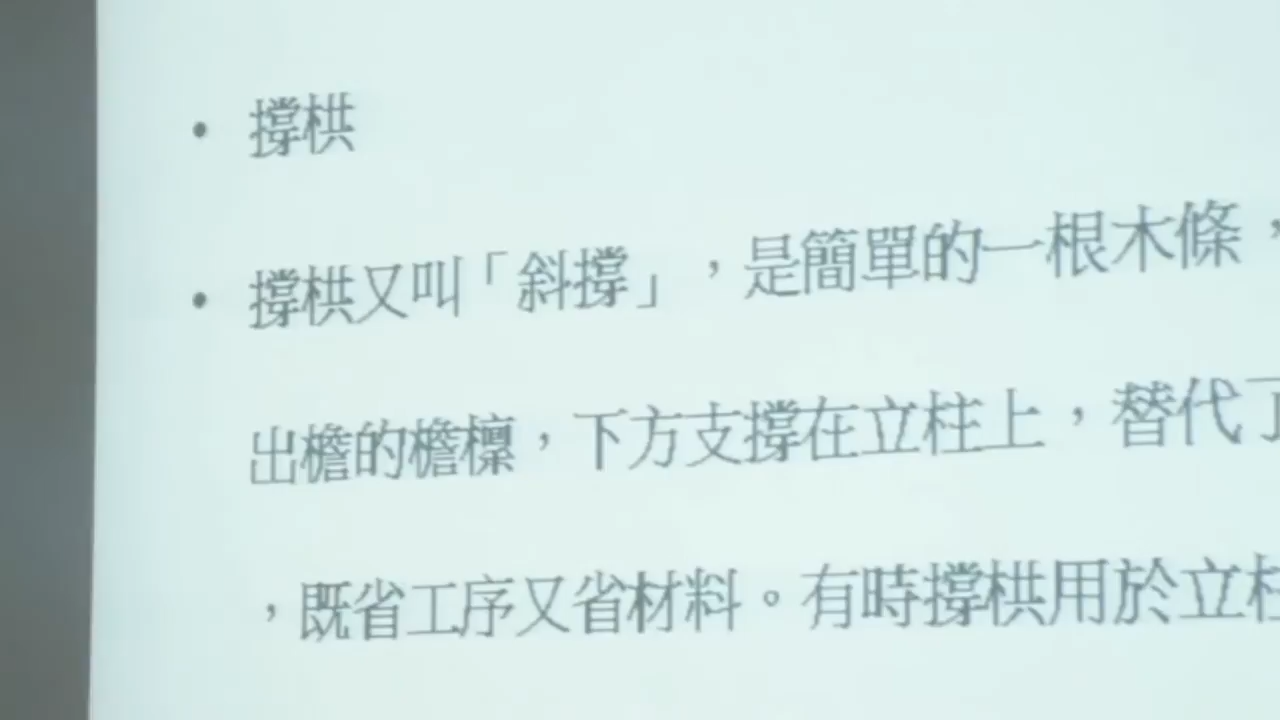 • 撐栱
• 撐栱又叫「斜撐」,是簡單的一根木條,
出檐的檐檁,下方支撐在立柱上,替代了
,既省工序又省材料。有時撐栱用於立柱